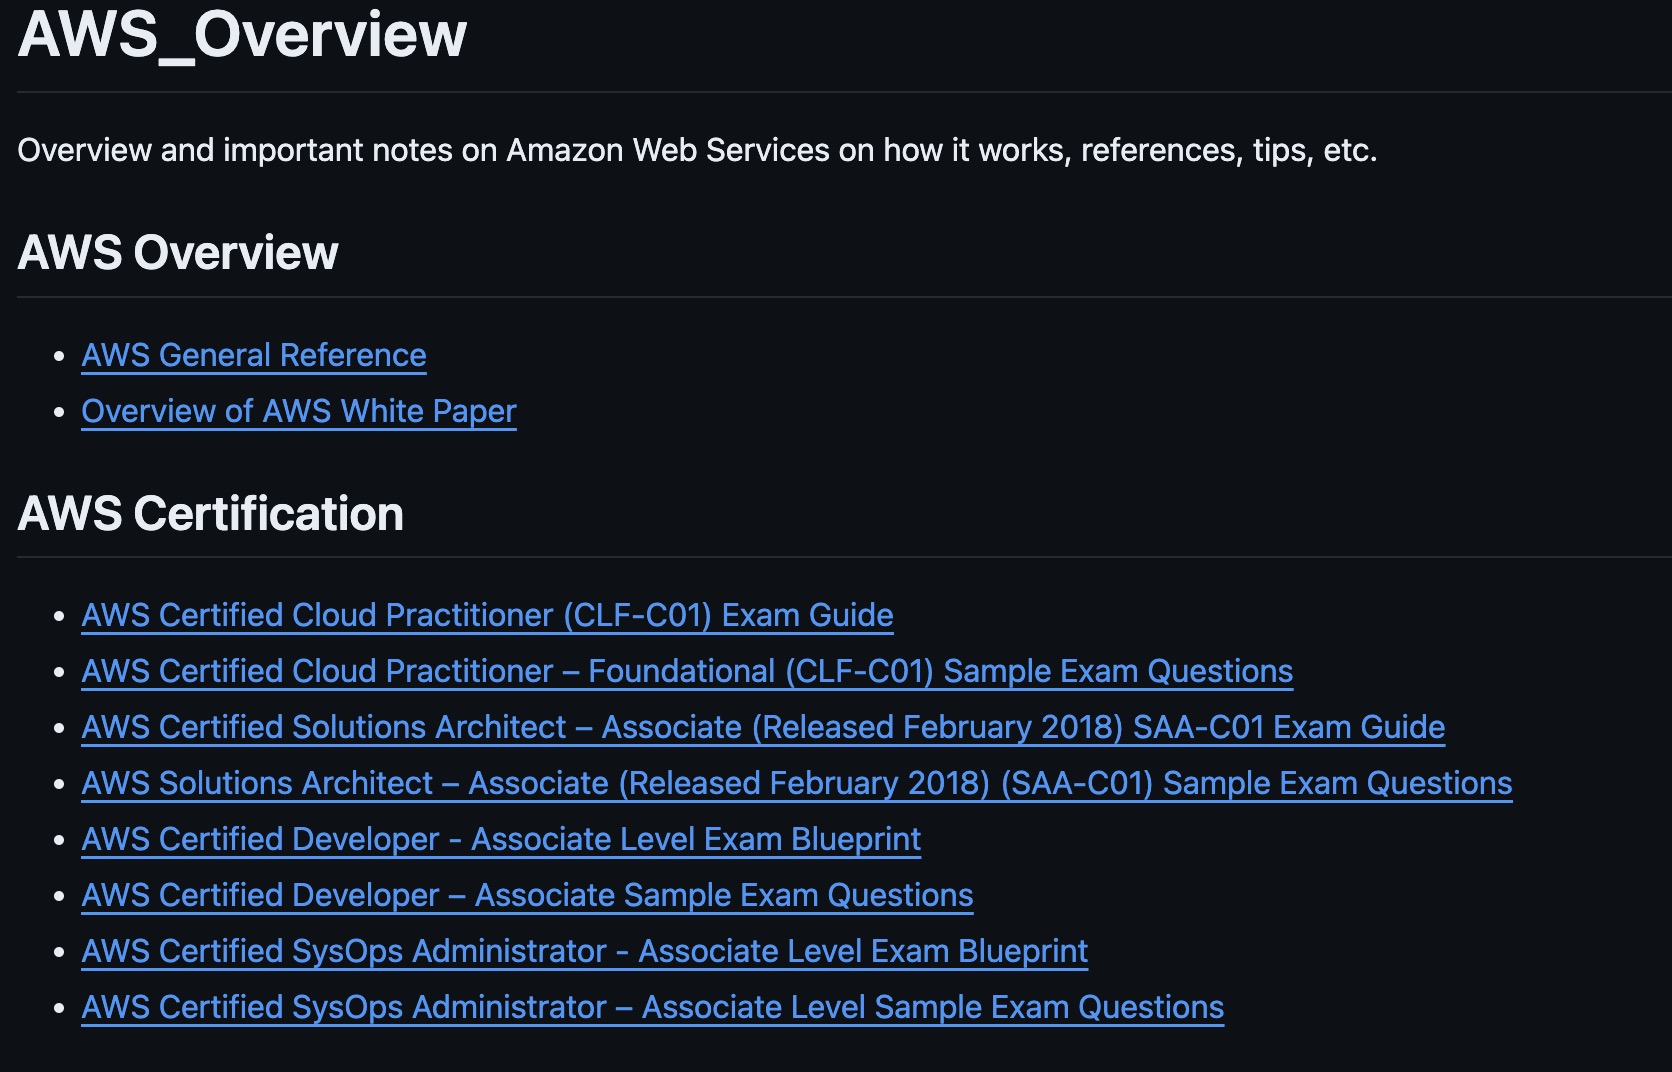 AWS_Overview
Overview and important notes on Amazon Web Services on how it works, references, tips, etc.
AWS Overview
• AWS General Reference
• Overview of AWS White Paper
AWS Certification
• AWS Certified Cloud Practitioner (CLF-C01) Exam Guide
• AWS Certified Cloud Practitioner – Foundational (CLF-C01) Sample Exam Questions
• AWS Certified Solutions Architect – Associate (Released February 2018) SAA-C01 Exam Guide
• AWS Solutions Architect – Associate (Released February 2018) (SAA-C01) Sample Exam Questions
• AWS Certified Developer - Associate Level Exam Blueprint
• AWS Certified Developer – Associate Sample Exam Questions
• AWS Certified SysOps Administrator - Associate Level Exam Blueprint
• AWS Certified SysOps Administrator – Associate Level Sample Exam Questions